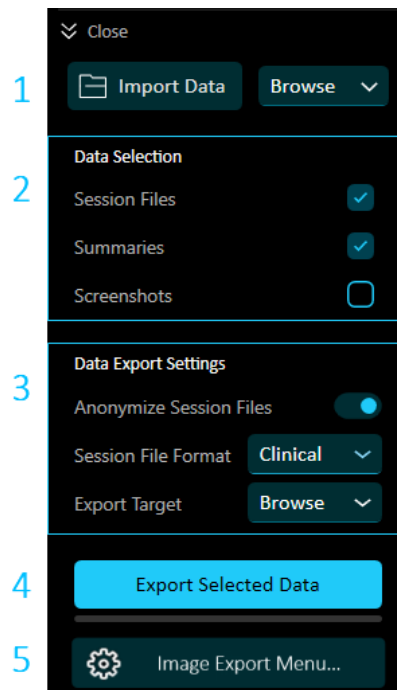 Close
1 Import Data Browse
Data Selection
2 Session Files
Summaries
Screenshots
Data Export Settings
3
Anonymize Session Files
Session File Format Clinical
Export Target Browse
4 Export Selected Data
5 Image Export Menu...